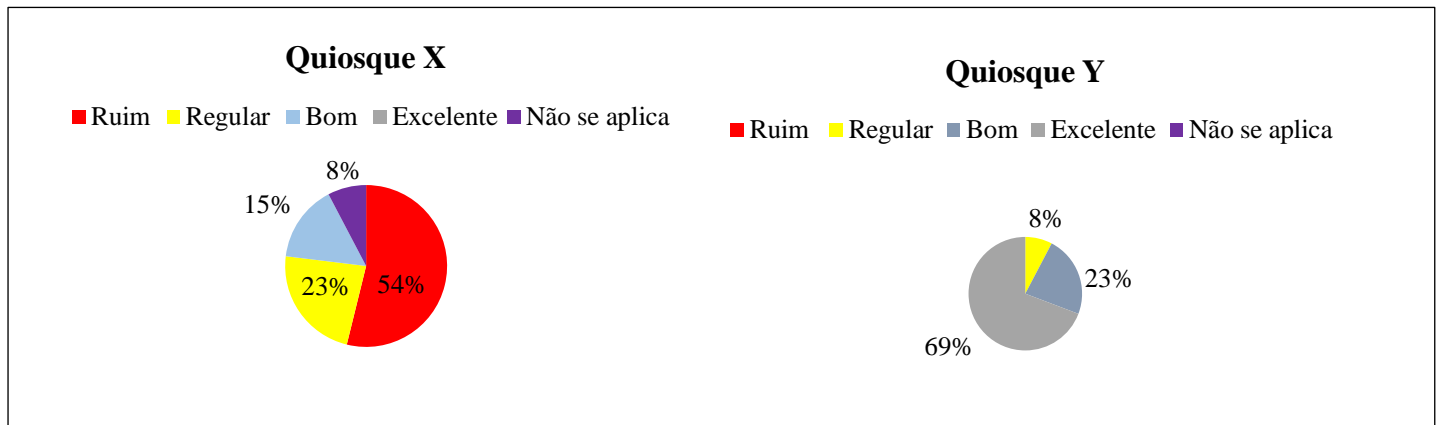 Quiosque X
Ruim Regular Bom Excelente Não se aplica
8%
15%
23%
54%
Quiosque Y
Ruim Regular Bom Excelente Não se aplica
8%
23%
69%